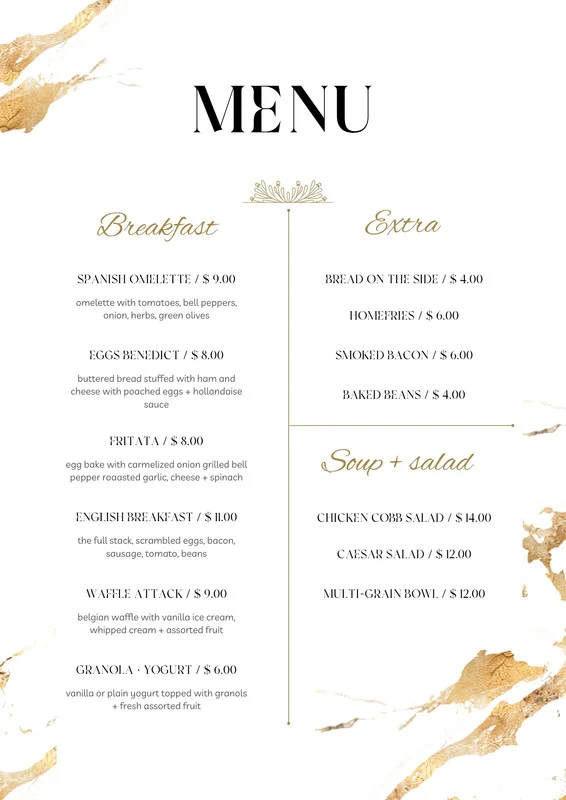 MENU
Breakfast
SPANISH OMELETTE / $ 9.00
omelette with tomatoes, bell peppers,
onion, herbs, green olives
EGGS BENEDICT / $ 8.00
buttered bread stuffed with ham and
cheese with poached eggs + hollandaise
sauce
FRITATA / $ 8.00
egg bake with carmelized onion grilled bell
pepper roaasted garlic, cheese + spinach
ENGLISH BREAKFAST / $ 11.00
the full stack, scrambled eggs, bacon,
sausage, tomato, beans
WAFFLE ATTACK / $ 9.00
belgian waffle with vanilla ice cream,
whipped cream + assorted fruit
GRANOLA · YOGURT / $ 6.00
vanilla or plain yogurt topped with granols
+ fresh assorted fruit
Extra
BREAD ON THE SIDE / $ 4.00
HOMEFRIES / $ 6.00
SMOKED BACON / $ 6.00
BAKED BEANS / $ 4.00
Soup + salad
CHICKEN COBB SALAD / $ 14.00
CAESAR SALAD / $ 12.00
MULTI-GRAIN BOWL / $ 12.00